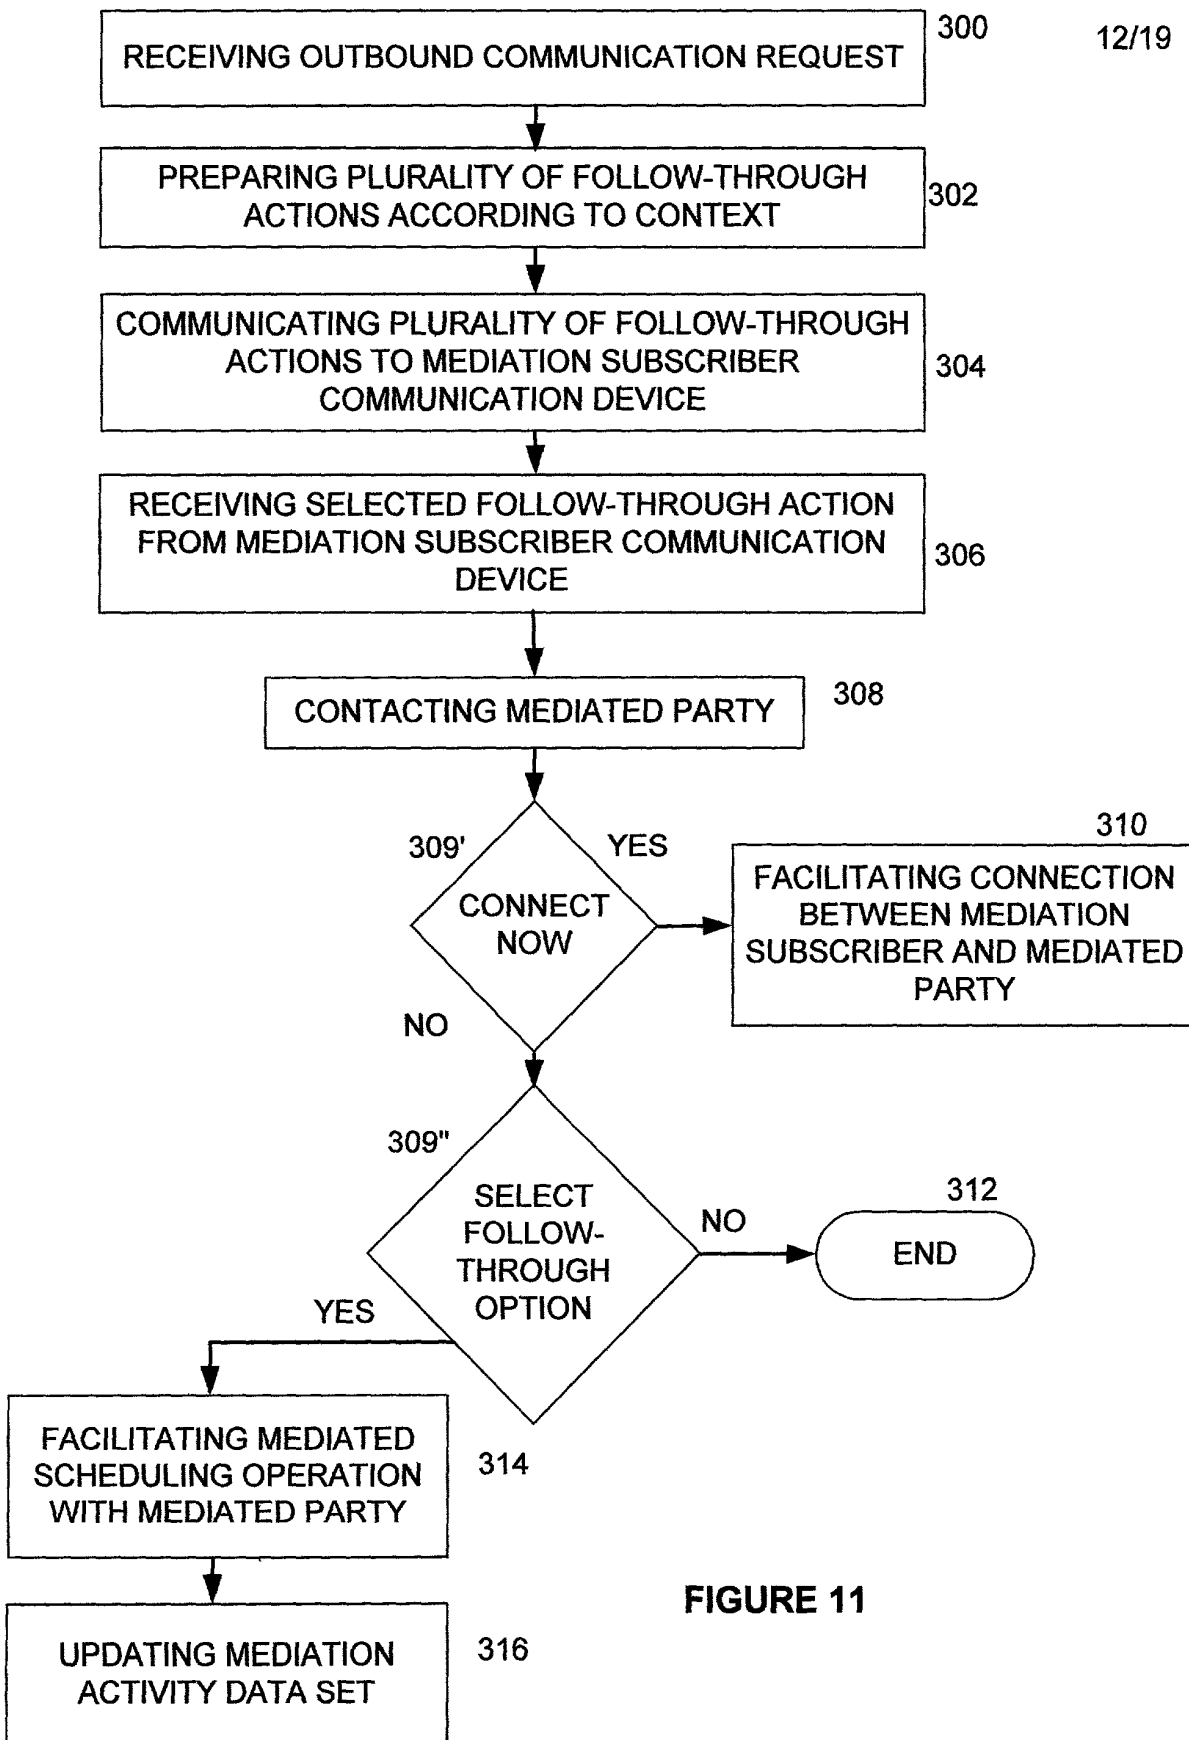 12/19
300
RECEIVING OUTBOUND COMMUNICATION REQUEST
PREPARING PLURALITY OF FOLLOW-THROUGH
ACTIONS ACCORDING TO CONTEXT
302
COMMUNICATING PLURALITY OF FOLLOW-THROUGH
ACTIONS TO MEDIATION SUBSCRIBER
COMMUNICATION DEVICE
304
RECEIVING SELECTED FOLLOW-THROUGH ACTION
FROM MEDIATION SUBSCRIBER COMMUNICATION
DEVICE
306
CONTACTING MEDIATED PARTY
308
309'
CONNECT
NOW
YES
310
FACILITATING CONNECTION
BETWEEN MEDIATION
SUBSCRIBER AND MEDIATED
PARTY
NO
309"
SELECT
FOLLOW-
THROUGH
OPTION
NO
312
END
YES
FACILITATING MEDIATED
SCHEDULING OPERATION
WITH MEDIATED PARTY
314
UPDATING MEDIATION
ACTIVITY DATA SET
316
FIGURE 11